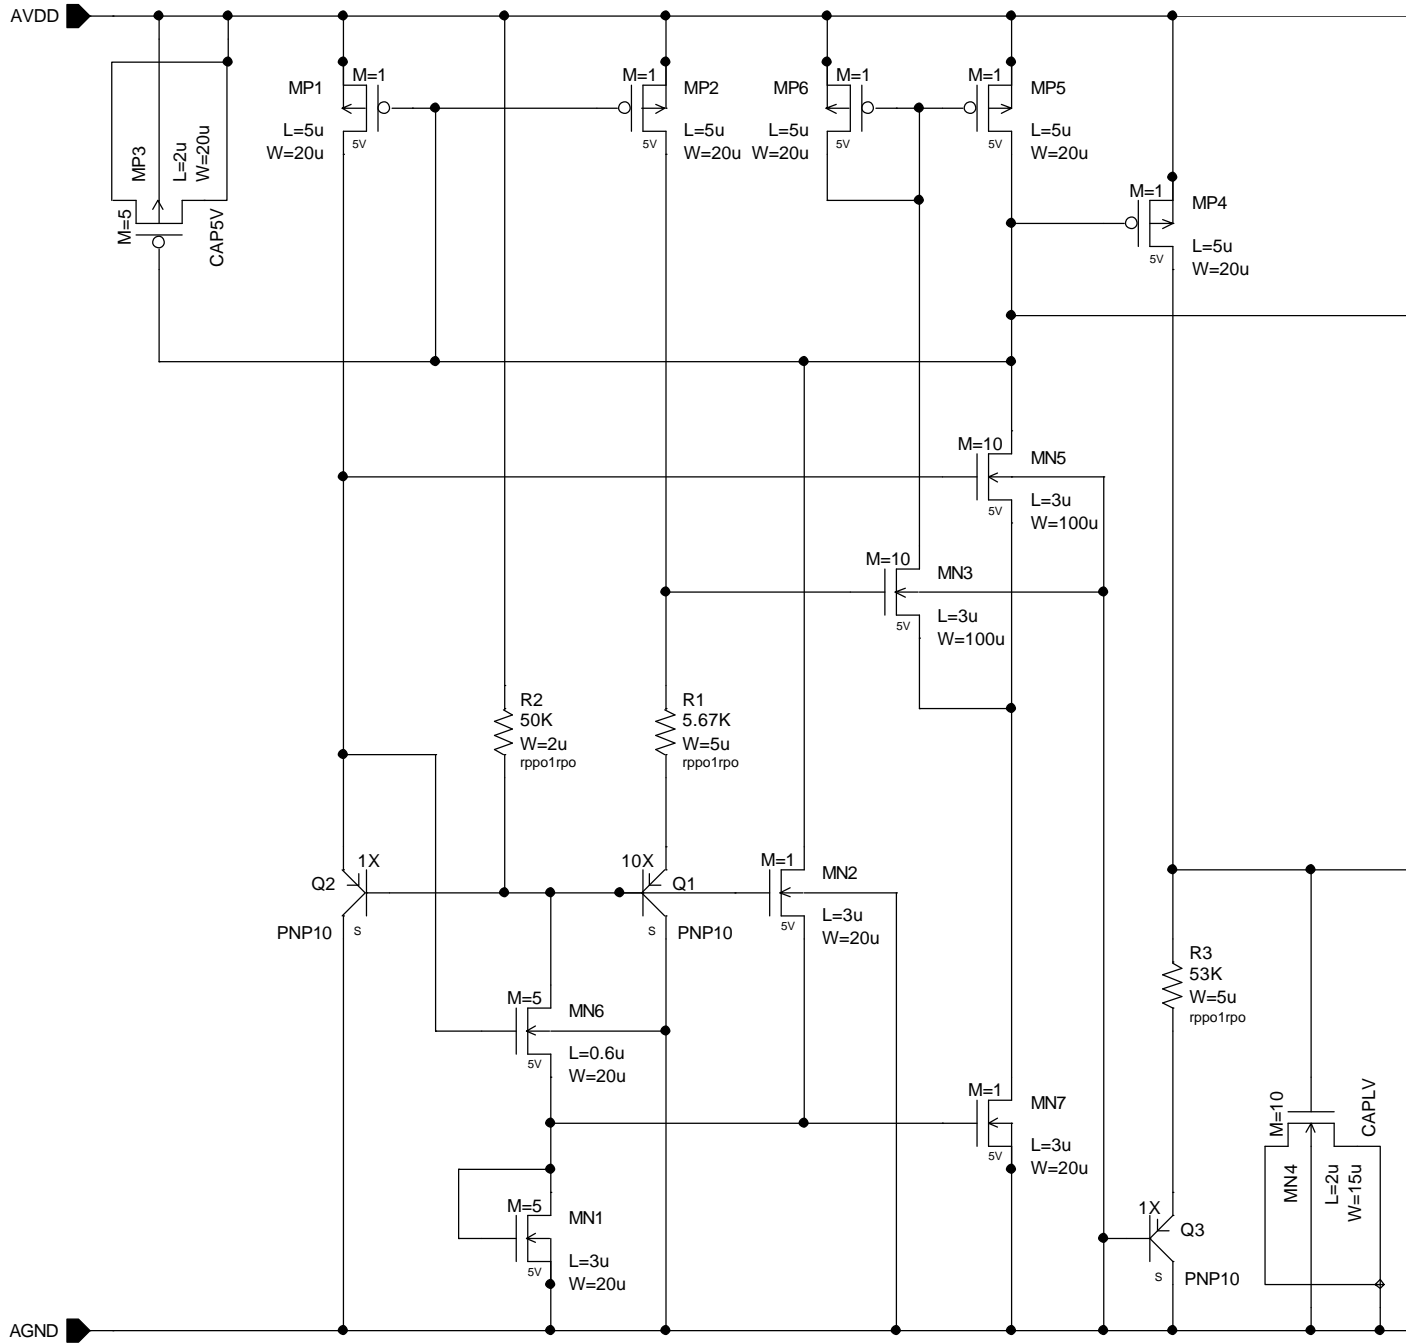 AVDD
M=1
MP1
L=5u
W=20u
5V
M=1
MP2
L=5u
W=20u
5V
M=1
MP6
L=5u
W=20u
5V
M=1
MP5
L=5u
W=20u
5V
MP3
L=2u
W=20u
M=5
CAP5V
M=1
MP4
L=5u
W=20u
5V
M=10
MN5
L=3u
W=100u
5V
M=10
MN3
L=3u
W=100u
5V
R2
50K
W=2u
rppo1rpo
R1
5.67K
W=5u
rppo1rpo
1X
Q2
PNP10
S
10X
Q1
PNP10
S
M=1
MN2
L=3u
W=20u
5V
R3
53K
W=5u
rppo1rpo
M=5
MN6
L=0.6u
W=20u
5V
M=1
MN7
L=3u
W=20u
5V
M=10
CAPLV
MN4
L=2u
W=15u
M=5
MN1
L=3u
W=20u
5V
1X
Q3
PNP10
S
AGND